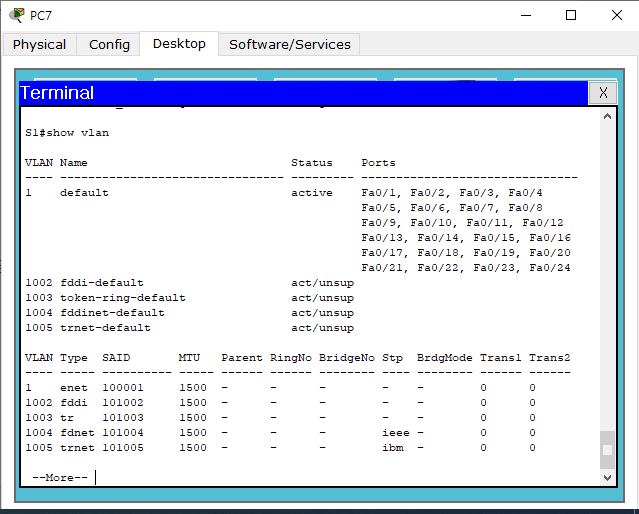 PC7
Physical Config Desktop Software/Services
Terminal X
S1#show vlan
VLAN Name                             Status    Ports
---- -------------------------------- --------- -------------------------------
1    default                          active    Fa0/1, Fa0/2, Fa0/3, Fa0/4
                                                Fa0/5, Fa0/6, Fa0/7, Fa0/8
                                                Fa0/9, Fa0/10, Fa0/11, Fa0/12
                                                Fa0/13, Fa0/14, Fa0/15, Fa0/16
                                                Fa0/17, Fa0/18, Fa0/19, Fa0/20
                                                Fa0/21, Fa0/22, Fa0/23, Fa0/24
1002 fddi-default                     act/unsup
1003 token-ring-default               act/unsup
1004 fddinet-default                  act/unsup
1005 trnet-default                    act/unsup
VLAN Type  SAID       MTU   Parent RingNo BridgeNo Stp  BrdgMode Trans1 Trans2
---- ----- ---------- ----- ------ ------ -------- ---- -------- ------ ------
1    enet  100001     1500  -      -      -        -    -        0      0
1002 fddi  101002     1500  -      -      -        -    -        0      0
1003 tr    101003     1500  -      -      -        -    -        0      0
1004 fdnet 101004     1500  -      -      -        ieee -        0      0
1005 trnet 101005     1500  -      -      -        ibm  -        0      0
--More--